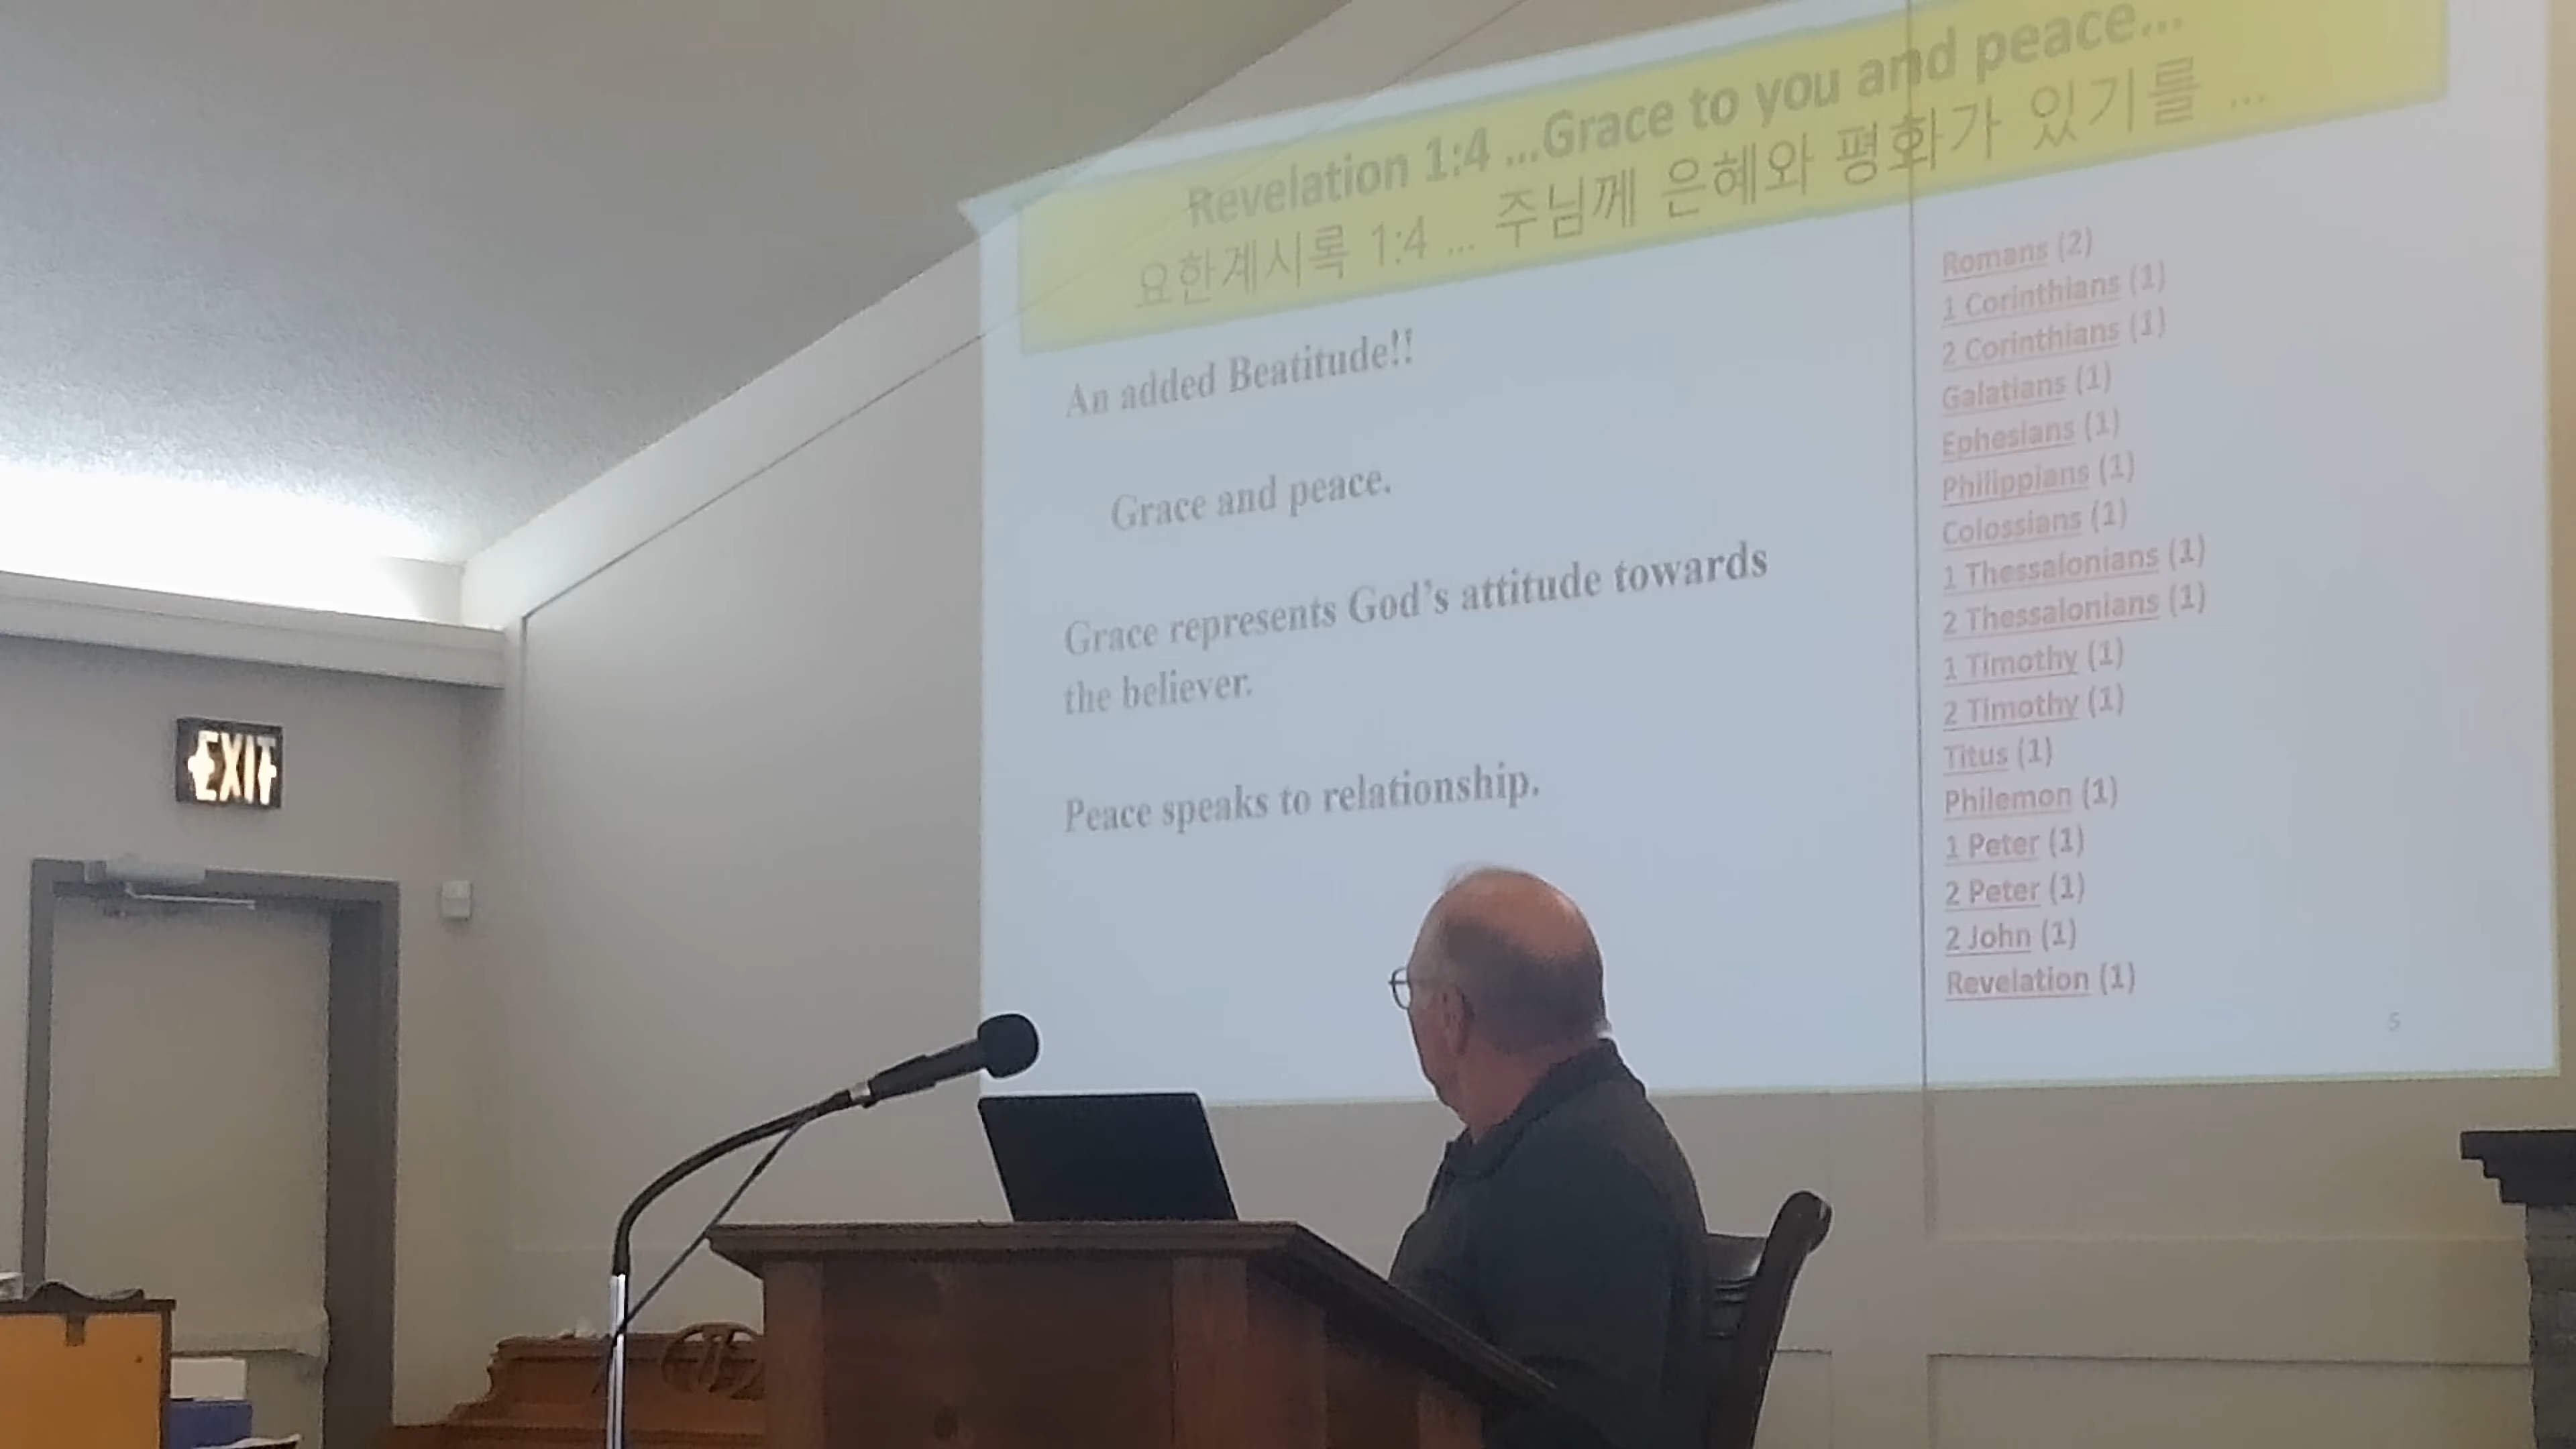 Revelation 1:4 ...Grace to you and peace...
요한계시록 1:4 ... 주님께 은혜와 평화가 있기를 ...
An added Beatitude!!
Grace and peace.
Grace represents God's attitude towards
the believer.
Peace speaks to relationship.
Romans (2)
1 Corinthians (1)
2 Corinthians (1)
Galatians (1)
Ephesians (1)
Philippians (1)
Colossians (1)
1 Thessalonians (1)
2 Thessalonians (1)
1 Timothy (1)
2 Timothy (1)
Titus (1)
Philemon (1)
1 Peter (1)
2 Peter (1)
2 John (1)
Revelation (1)
5
EXIT